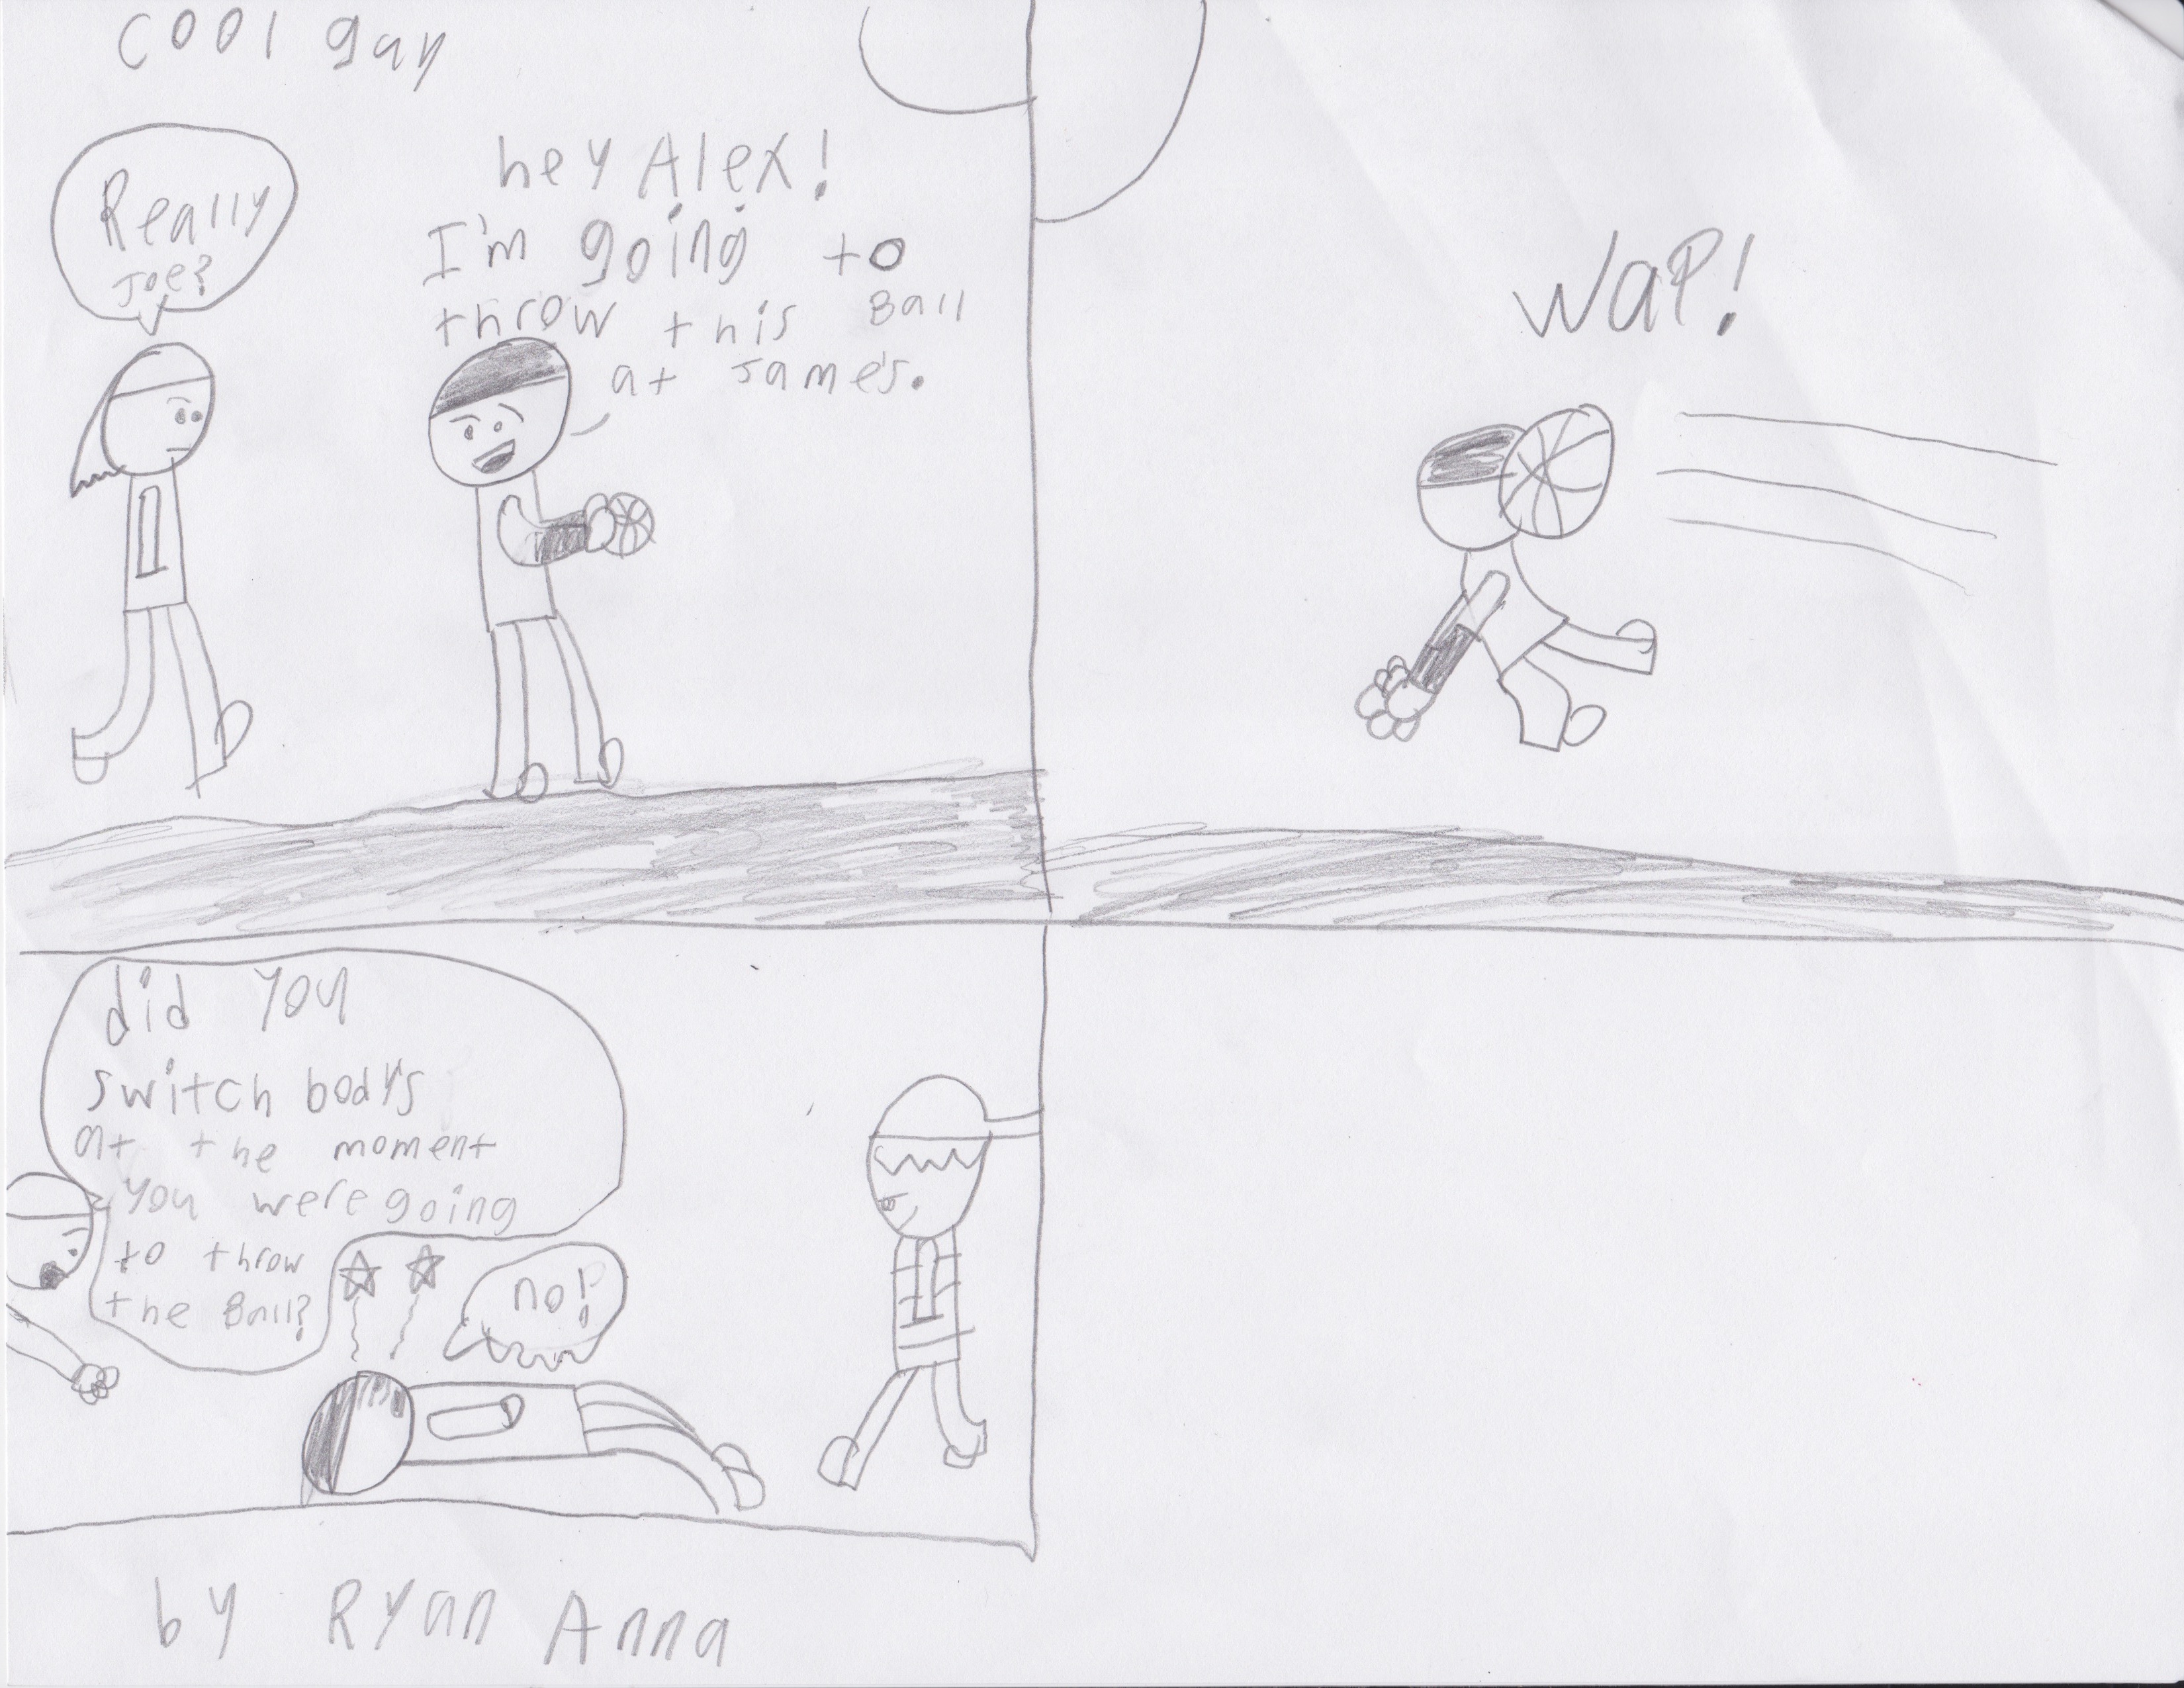 cool guy
Really
Joe?
hey Alex!
I'm going to
throw this Ball
at James.
WaP!
did you
switch body's
at the moment
you were going
to throw
the Ball?
no!
by Ryan Anna